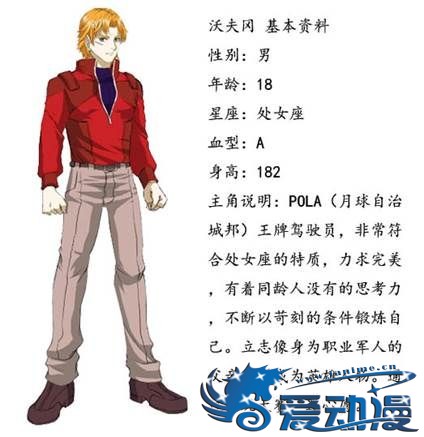 沃夫冈 基本资料
性别：男
年龄：18
星座：处女座
血型：A
身高：182
主角说明：POLA（月球自治
城邦）王牌驾驶员，非常符
合处女座的特质，力求完美
，有着同龄人没有的思考力
，不断以苛刻的条件锻炼自
己。立志像身为职业军人的
爱动漫